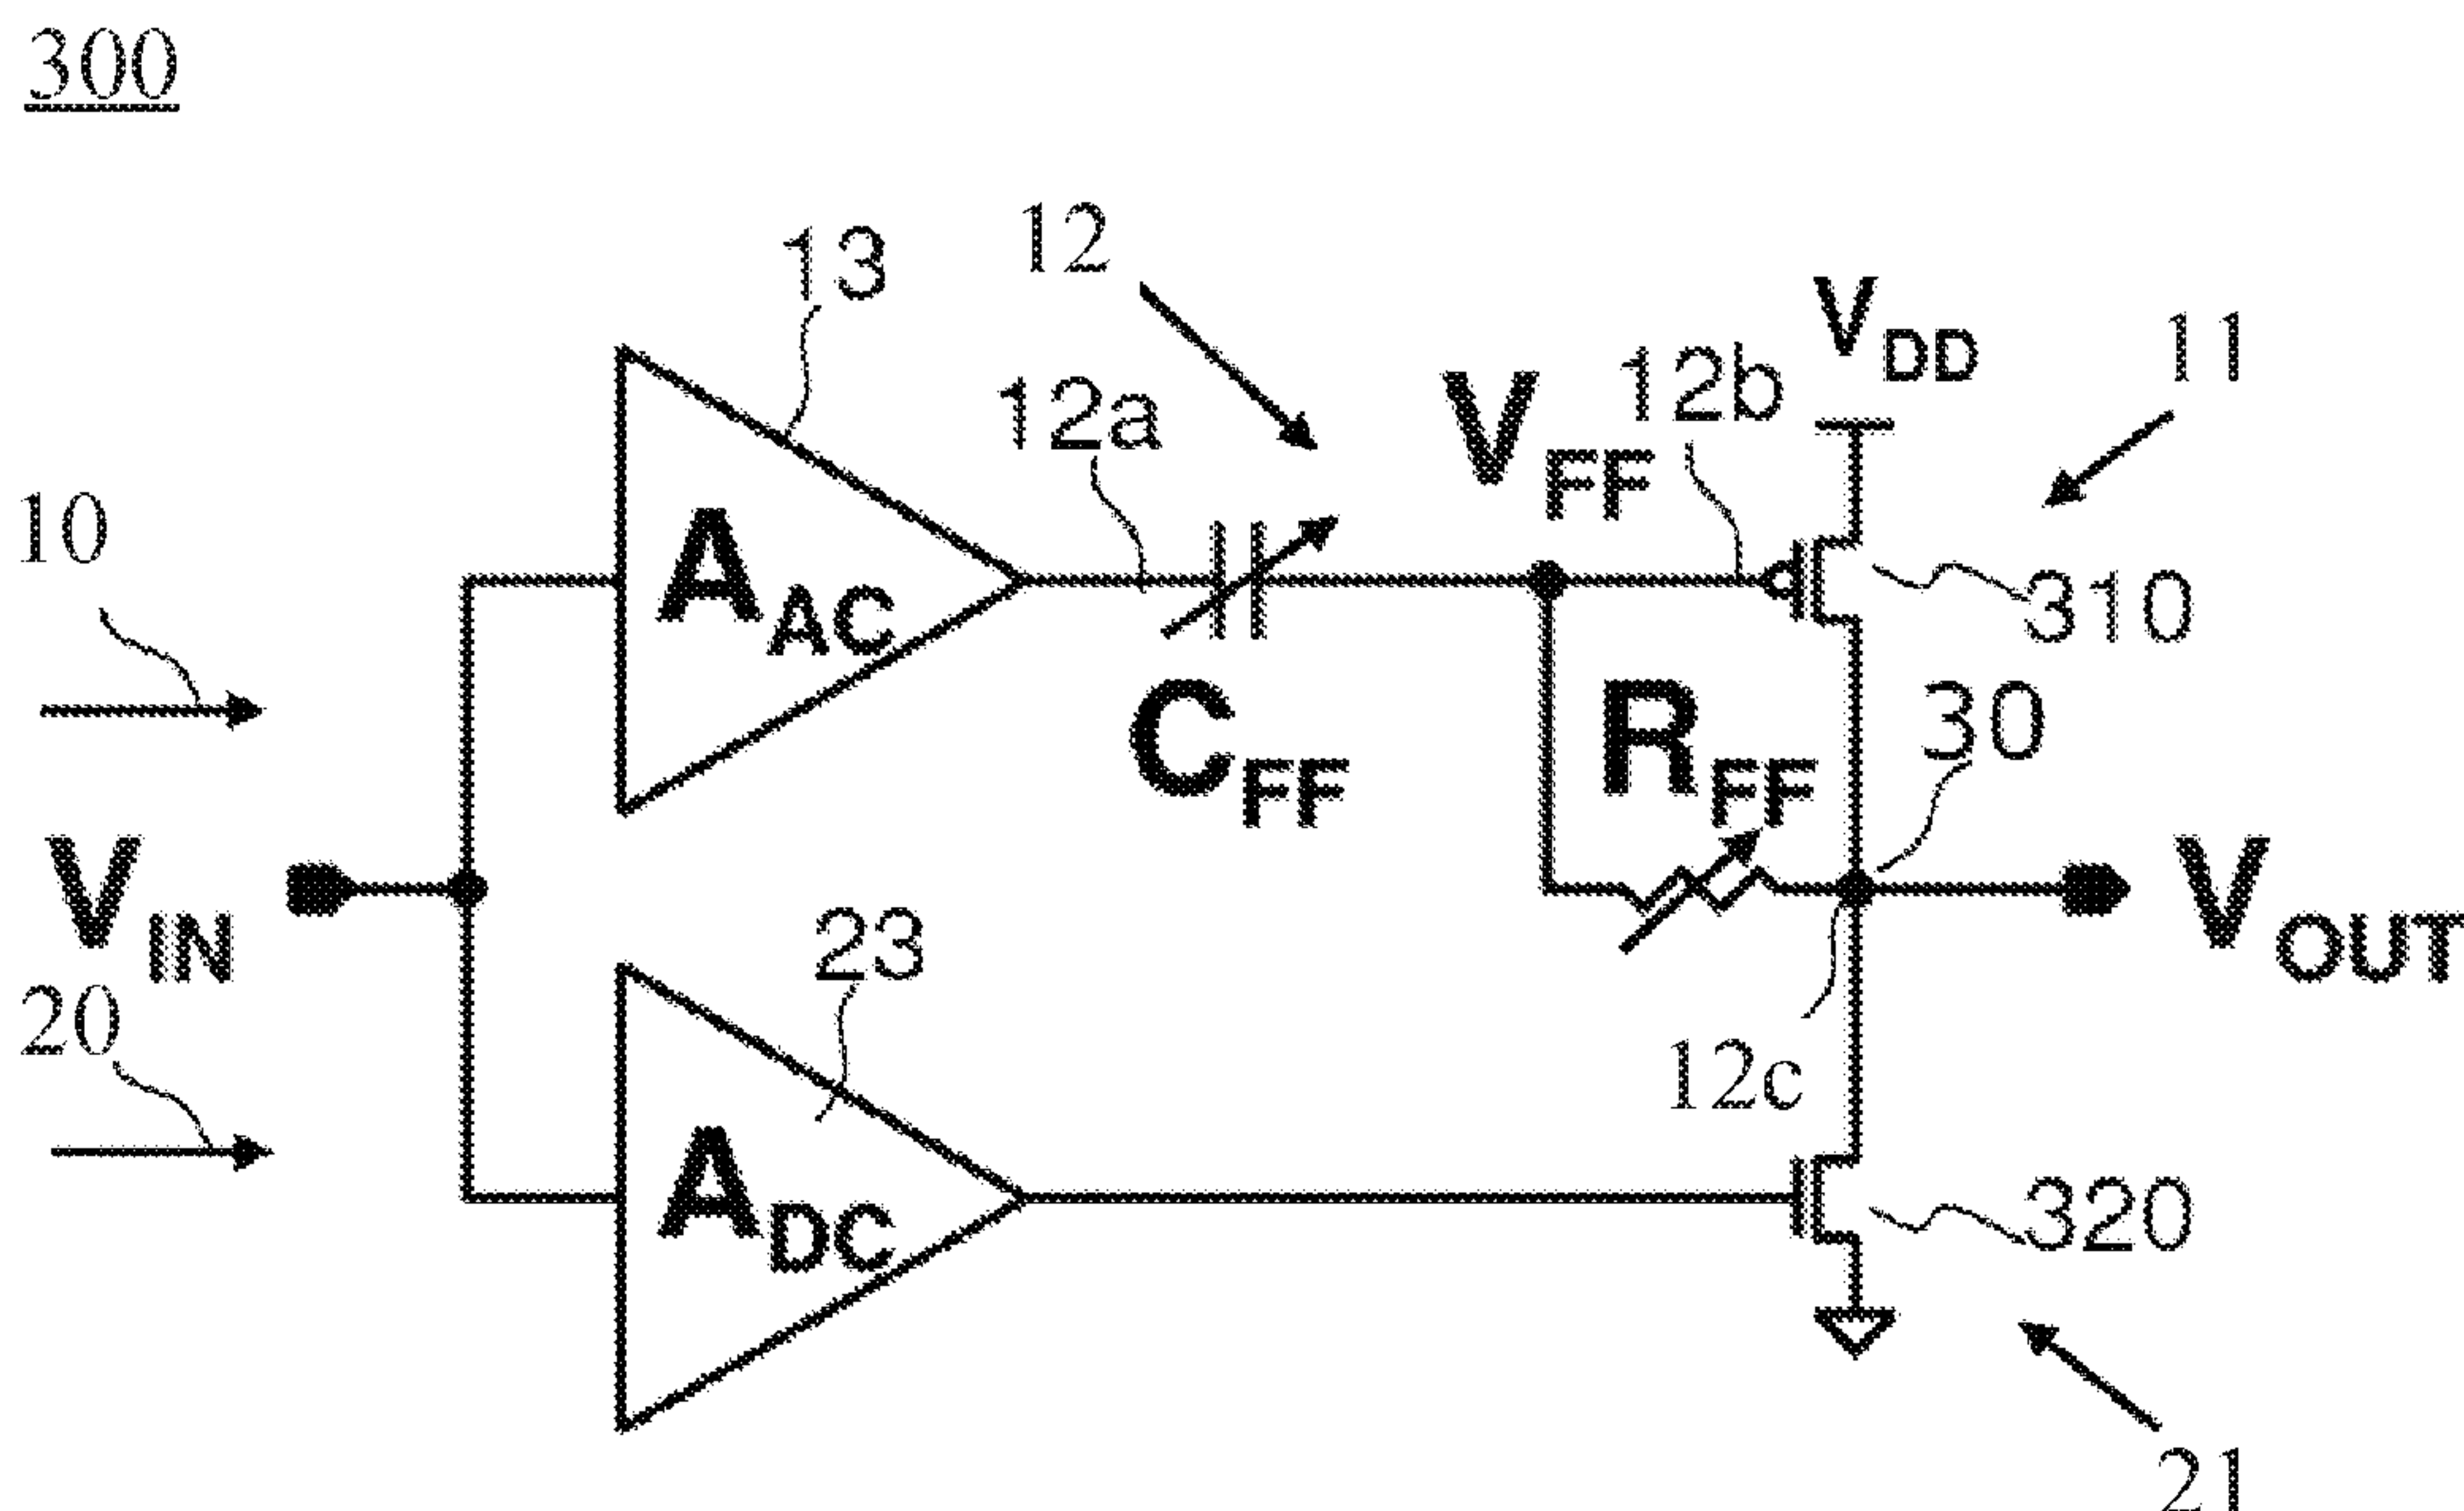 300
13
12
12a
V_FF
12b
V_DD
11
10
A_AC
310
C_FF
R_FF
30
V_IN
V_OUT
20
23
12c
A_DC
320
21